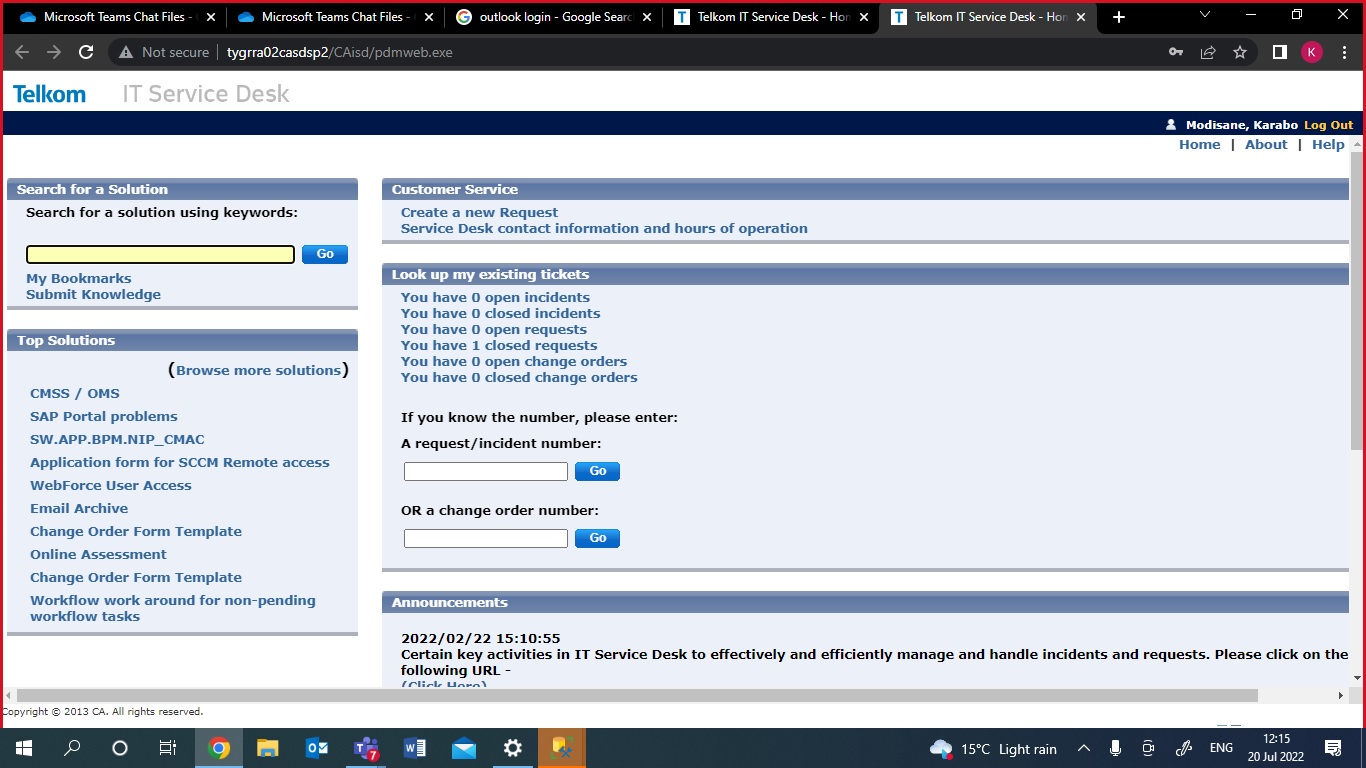 Microsoft Teams Chat Files -
Microsoft Teams Chat Files -
outlook login - Google Searc
Telkom IT Service Desk - Hom
Telkom IT Service Desk - Hom
Not secure
tygrra02casdsp2/CAisd/pdmweb.exe
K
Telkom IT Service Desk
Modisane, Karabo Log Out
Home | About | Help
Search for a Solution
Search for a solution using keywords:
Go
My Bookmarks
Submit Knowledge
Top Solutions
(Browse more solutions)
CMSS / OMS
SAP Portal problems
SW.APP.BPM.NIP_CMAC
Application form for SCCM Remote access
WebForce User Access
Email Archive
Change Order Form Template
Online Assessment
Change Order Form Template
Workflow work around for non-pending
workflow tasks
Customer Service
Create a new Request
Service Desk contact information and hours of operation
Look up my existing tickets
You have 0 open incidents
You have 0 closed incidents
You have 0 open requests
You have 1 closed requests
You have 0 open change orders
You have 0 closed change orders
If you know the number, please enter:
A request/incident number:
Go
OR a change order number:
Go
Announcements
2022/02/22 15:10:55
Certain key activities in IT Service Desk to effectively and efficiently manage and handle incidents and requests. Please click on the
following URL -
(Click Here)
Copyright © 2013 CA. All rights reserved.
7
15°C Light rain
ENG
12:15
20 Jul 2022